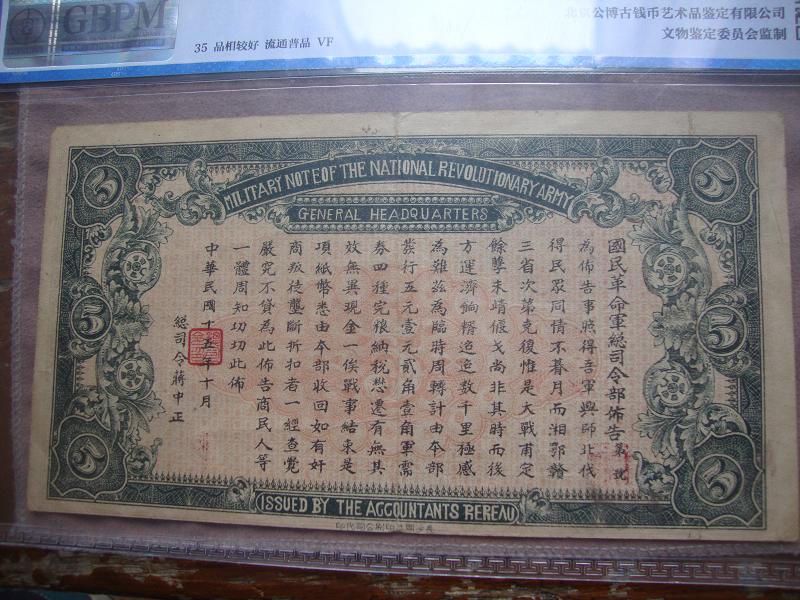 GBPM
北京公博古钱币艺术品鉴定有限公司
35 品相较好 流通普品 VF
文物鉴定委员会监制
5
5
MILITARY NOTE OF THE NATIONAL REVOLUTIONARY ARMY
GENERAL HEADQUARTERS
國民革命軍總司令部佈告 第 號
為佈告事照得吾軍興師北伐
得民眾同情不暮月而湘鄂贛
三省次第克復惟是大戰甫定
餘孽未靖偃戈尚非其時而後
方運濟餉糈迢迢數千里極感
為難茲為臨時周轉計由本部
發行五元壹元貳角壹角軍需
券四種完粮納稅懋遷有無其
效無異現金一俟戰事結束是
項紙幣悉由本部收回如有奸
商叛徒壟斷折扣者一經查覺
嚴究不貸為此佈告商民人等
一體周知切切此佈
中華民國十五年十月
總司令蔣中正
5
5
5
5
ISSUED BY THE ACCOUNTANTS REREAU